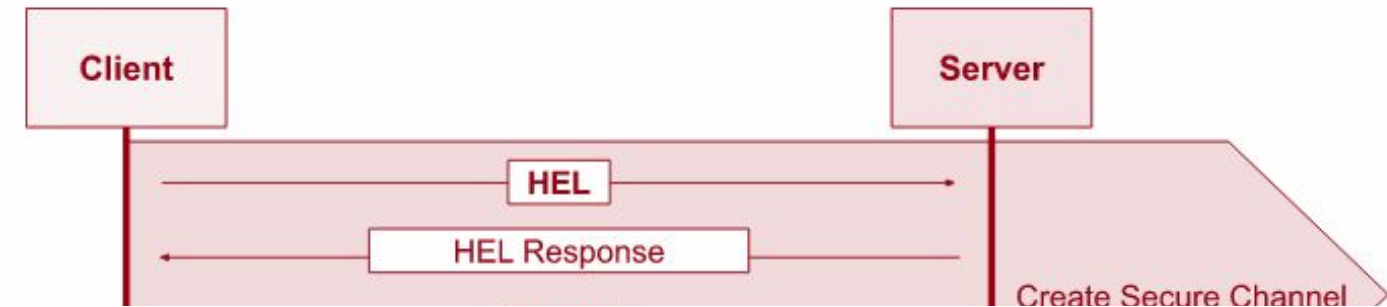 Client
Server
HEL
HEL Response
Create Secure Channel